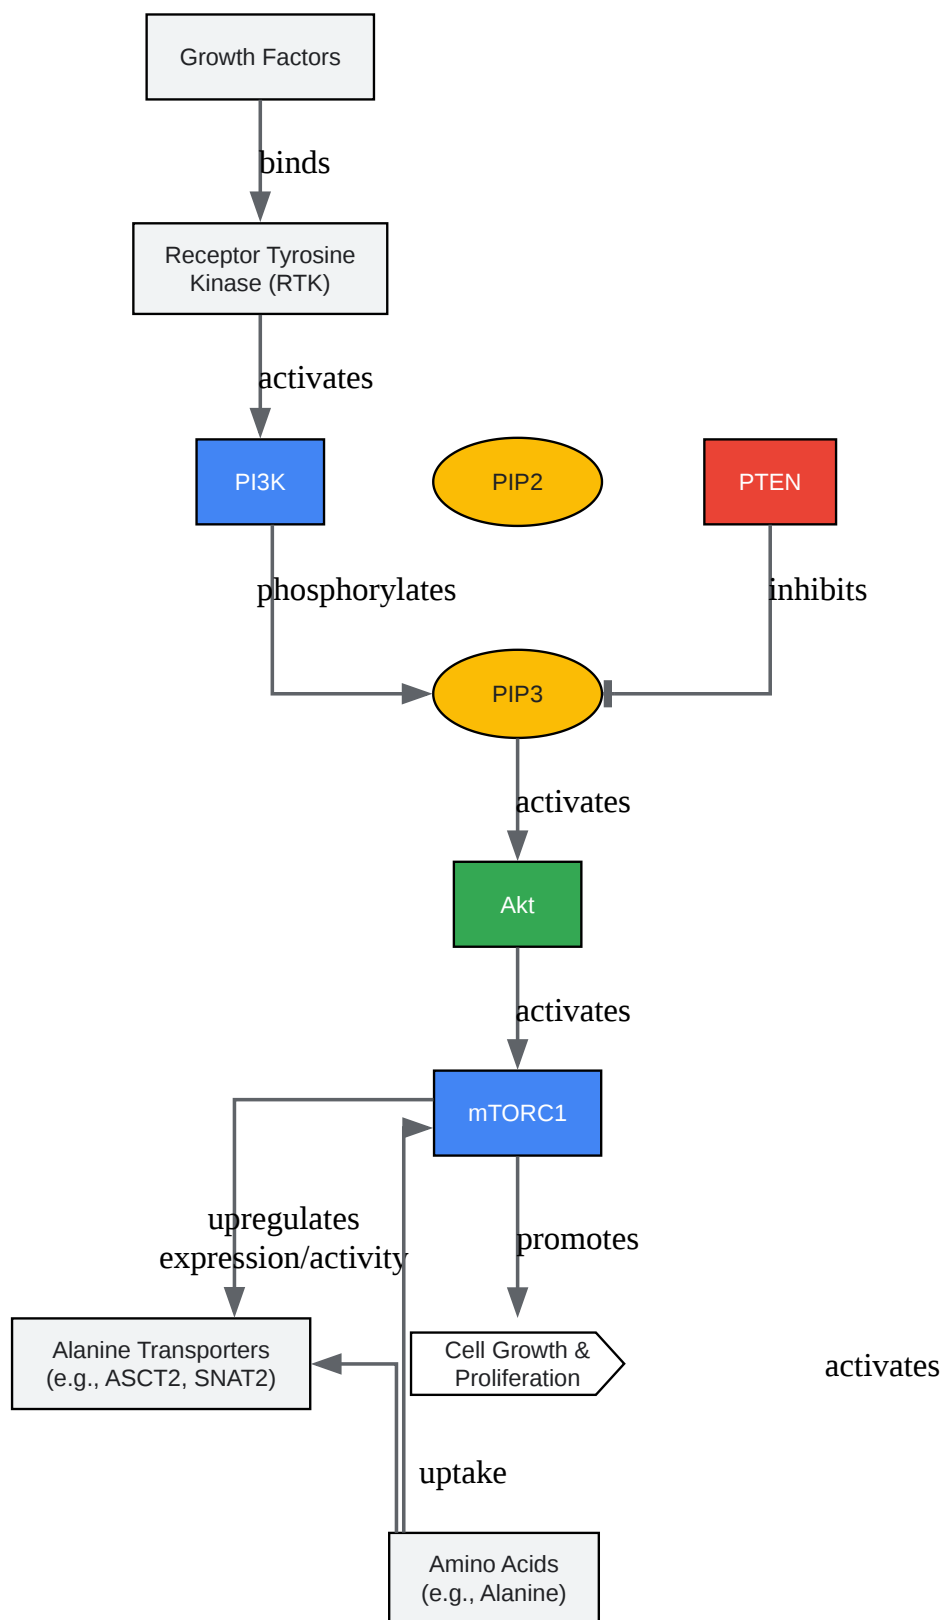 Growth Factors
binds
Receptor Tyrosine
Kinase (RTK)
activates
PI3K
PIP2
PTEN
phosphorylates
inhibits
PIP3
activates
Akt
activates
mTORC1
upregulates
expression/activity
promotes
Alanine Transporters
(e.g., ASCT2, SNAT2)
Cell Growth &
Proliferation
activates
uptake
Amino Acids
(e.g., Alanine)